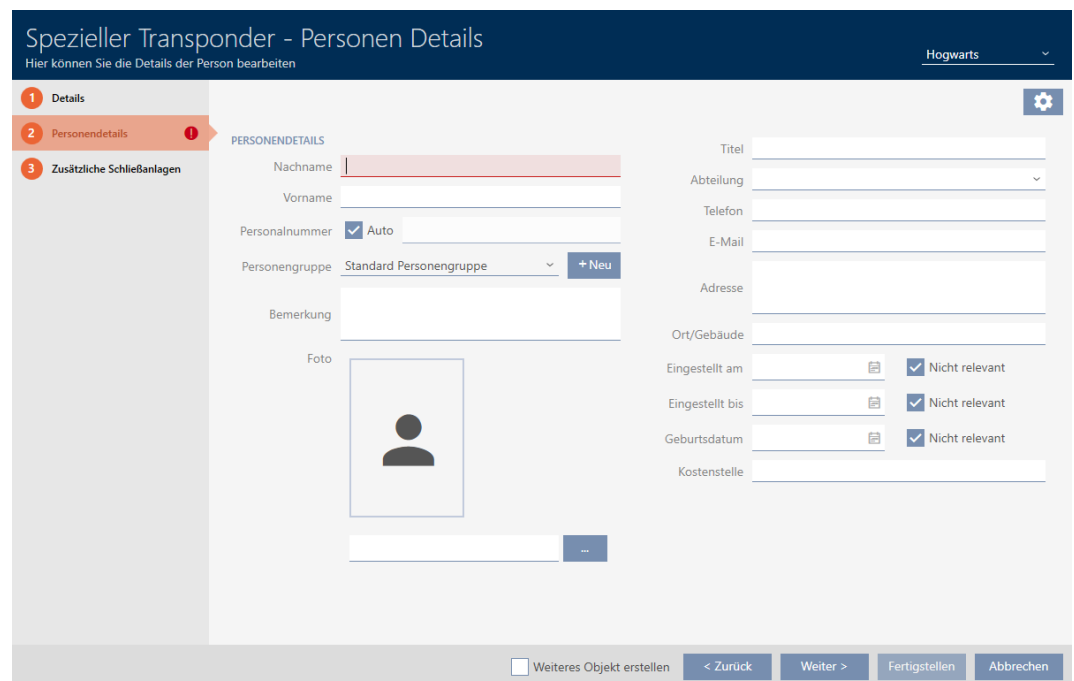 Spezieller Transponder - Personen Details
Hier können Sie die Details der Person bearbeiten
Hogwarts
1 Details
2 Personendetails !
3 Zusätzliche Schließanlagen
PERSONENDETAILS
Nachname
Vorname
Personalnummer Auto
Personengruppe Standard Personengruppe + Neu
Bemerkung
Foto
...
Titel
Abteilung
Telefon
E-Mail
Adresse
Ort/Gebäude
Eingestellt am Nicht relevant
Eingestellt bis Nicht relevant
Geburtsdatum Nicht relevant
Kostenstelle
Weiteres Objekt erstellen < Zurück Weiter > Fertigstellen Abbrechen